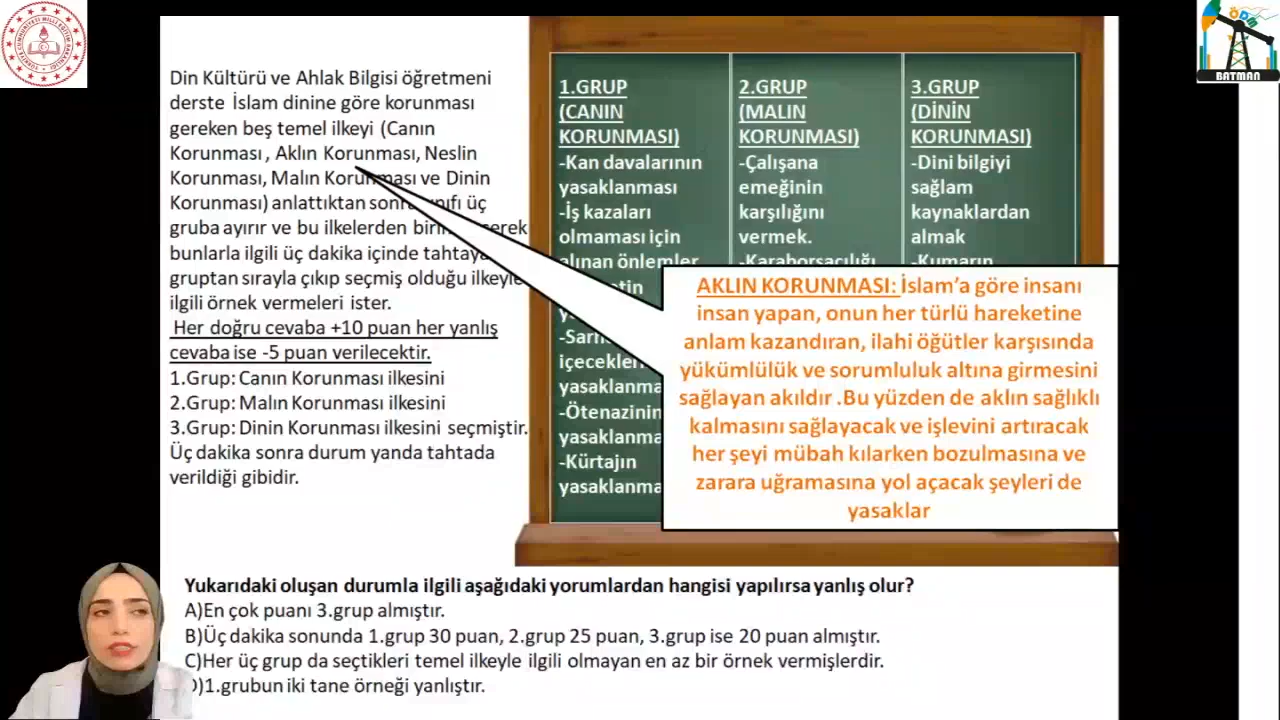 Din Kültürü ve Ahlak Bilgisi öğretmeni
derste İslam dinine göre korunması
gereken beş temel ilkeyi (Canın
Korunması , Aklın Korunması, Neslin
Korunması, Malın Korunması ve Dinin
Korunması) anlattıktan sonra sınıfı üç
gruba ayırır ve bu ilkelerden birini
bunlarla ilgili üç dakika içinde tahtaya
gruptan sırayla çıkıp seçmiş olduğu ilkeyle
ilgili örnek vermeleri ister.
Her doğru cevaba +10 puan her yanlış
cevaba ise -5 puan verilecektir.
1.Grup: Canın Korunması ilkesini
2.Grup: Malın Korunması ilkesini
3.Grup: Dinin Korunması ilkesini seçmiştir.
Üç dakika sonra durum yanda tahtada
verildiği gibidir.
1.GRUP
(CANIN
KORUNMASI)
-Kan davalarının
yasaklanması
-İş kazaları
olmaması için
alınan önlemler
içecekler
yasaklanma
-Ötenazinin
yasaklanma
-Kürtajın
yasaklanma
2.GRUP
(MALIN
KORUNMASI)
-Çalışana
emeğinin
karşılığını
vermek.
-Karaborsacılığı
3.GRUP
(DİNİN
KORUNMASI)
-Dini bilgiyi
sağlam
kaynaklardan
almak
-Kumarın
AKLIN KORUNMASI: İslam'a göre insanı
insan yapan, onun her türlü hareketine
anlam kazandıran, ilahi öğütler karşısında
yükümlülük ve sorumluluk altına girmesini
sağlayan akıldır .Bu yüzden de aklın sağlıklı
kalmasını sağlayacak ve işlevini artıracak
her şeyi mübah kılarken bozulmasına ve
zarara uğramasına yol açacak şeyleri de
yasaklar
Yukarıdaki oluşan durumla ilgili aşağıdaki yorumlardan hangisi yapılırsa yanlış olur?
A)En çok puanı 3.grup almıştır.
B)Üç dakika sonunda 1.grup 30 puan, 2.grup 25 puan, 3.grup ise 20 puan almıştır.
C)Her üç grup da seçtikleri temel ilkeyle ilgili olmayan en az bir örnek vermişlerdir.
D)1.grubun iki tane örneği yanlıştır.
ÖDM
BATMAN